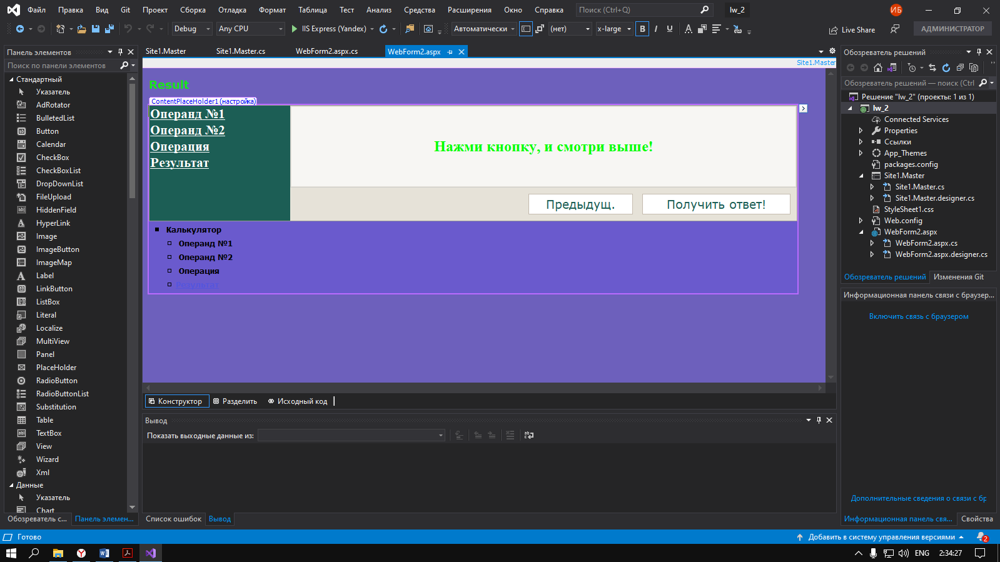 Файл Правка Вид Git Проект Сборка Отладка Формат Таблица Тест Анализ Средства Расширения Окно Справка Поиск (Ctrl+Q) lw_2 ИБ
Debug Any CPU IIS Express (Yandex) Автоматически (нет) x-large B I U A Live Share АДМИНИСТРАТОР
Панель элементов
Поиск по панели элементов
Стандартный
Указатель
AdRotator
BulletedList
Button
Calendar
CheckBox
CheckBoxList
DropDownList
FileUpload
HiddenField
HyperLink
Image
ImageButton
ImageMap
Label
LinkButton
ListBox
Literal
Localize
MultiView
Panel
PlaceHolder
RadioButton
RadioButtonList
Substitution
Table
TextBox
View
Wizard
Xml
Данные
Указатель
Chart
Обозреватель с... Панель элемен...
Site1.Master Site1.Master.cs WebForm2.aspx.cs WebForm2.aspx
Site1.Master
Result
ContentPlaceHolder1 (настройка)
Операнд №1
Операнд №2
Операция
Результат
Нажми кнопку, и смотри выше!
Предыдущ. Получить ответ!
Калькулятор
Операнд №1
Операнд №2
Операция
Результат
Конструктор Разделить Исходный код
Вывод
Показать выходные данные из:
Список ошибок Вывод
Обозреватель решений
Обозреватель решений — поиск (Ctrl
Решение "lw_2" (проекты: 1 из 1)
lw_2
Connected Services
Properties
Ссылки
App_Themes
packages.config
Site1.Master
Site1.Master.cs
Site1.Master.designer.cs
StyleSheet1.css
Web.config
WebForm2.aspx
WebForm2.aspx.cs
WebForm2.aspx.designer.cs
Обозреватель решений Изменения Git
Информационная панель связи с браузер...
Включить связь с браузером
Дополнительные сведения о связи с бр
Информационная панель свя... Свойства
Готово Добавить в систему управления версиями 2
ENG 2:34:27